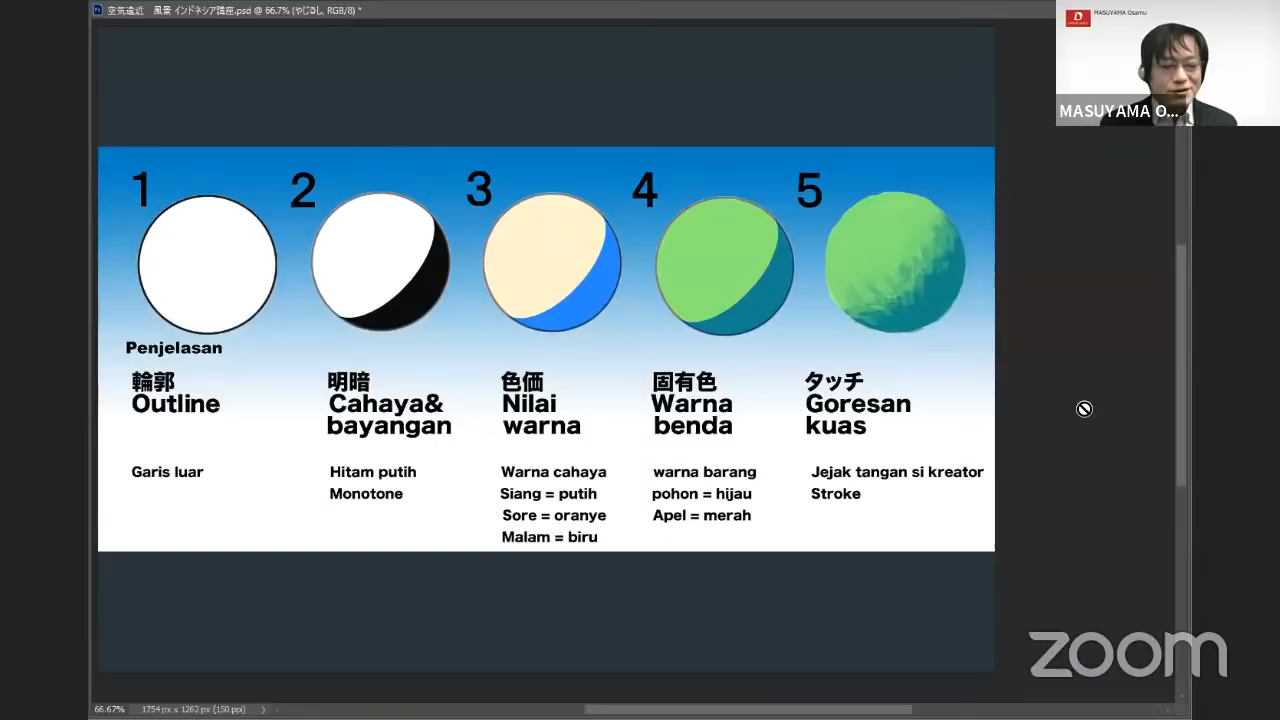 空気遠近　風景 インドネシア講座.psd @ 66.7% (やじるし, RGB/8) *
MASUYAMA Osamu
MASUYAMA O...
1 2 3 4 5
Penjelasan
輪郭
Outline
Garis luar
明暗
Cahaya&
bayangan
Hitam putih
Monotone
色価
Nilai
warna
Warna cahaya
Siang = putih
Sore = oranye
Malam = biru
固有色
Warna
benda
warna barang
pohon = hijau
Apel = merah
タッチ
Goresan
kuas
Jejak tangan si kreator
Stroke
zoom
66.67% 1754 px x 1262 px (150 ppi)